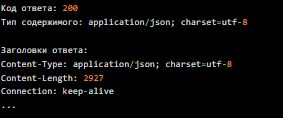 Код ответа: 200
Тип содержимого: application/json; charset=utf-8
Заголовки ответа:
Content-Type: application/json; charset=utf-8
Content-Length: 2927
Connection: keep-alive
...